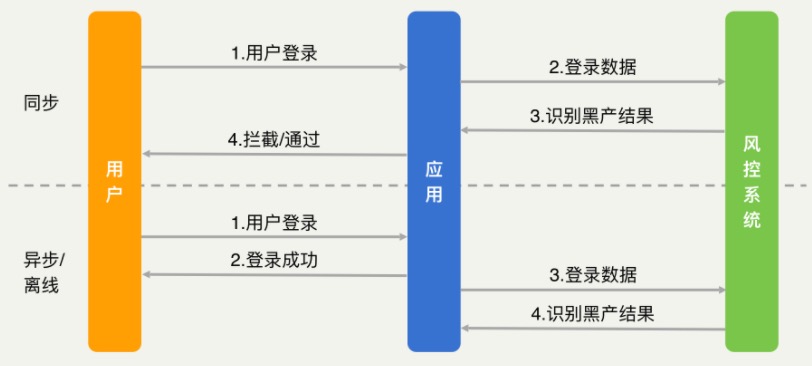 1.用户登录
2.登录数据
同步
3.识别黑产结果
4.拦截/通过
用户
应用
风控系统
1.用户登录
异步/
离线
2.登录成功
3.登录数据
4.识别黑产结果